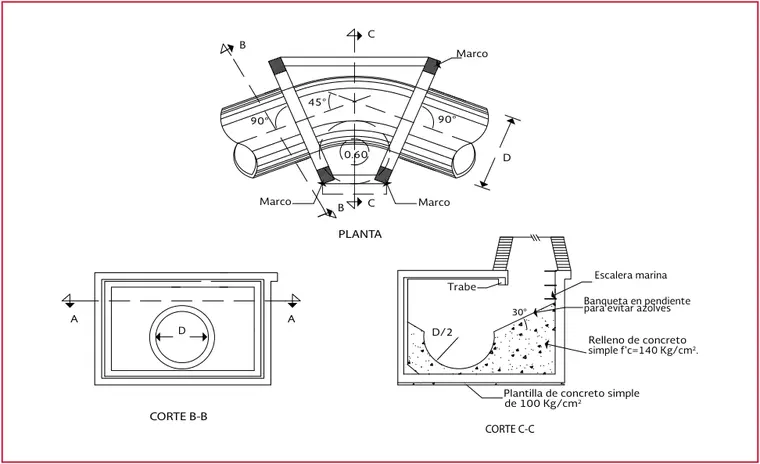 C
B
Marco
45°
90°
90°
0.60
D
Marco
B
C
Marco
PLANTA
Trabe
Escalera marina
Banqueta en pendiente
para evitar azolves
30°
D/2
Relleno de concreto
simple f'c=140 Kg/cm².
Plantilla de concreto simple
de 100 Kg/cm²
CORTE C-C
A
A
D
CORTE B-B